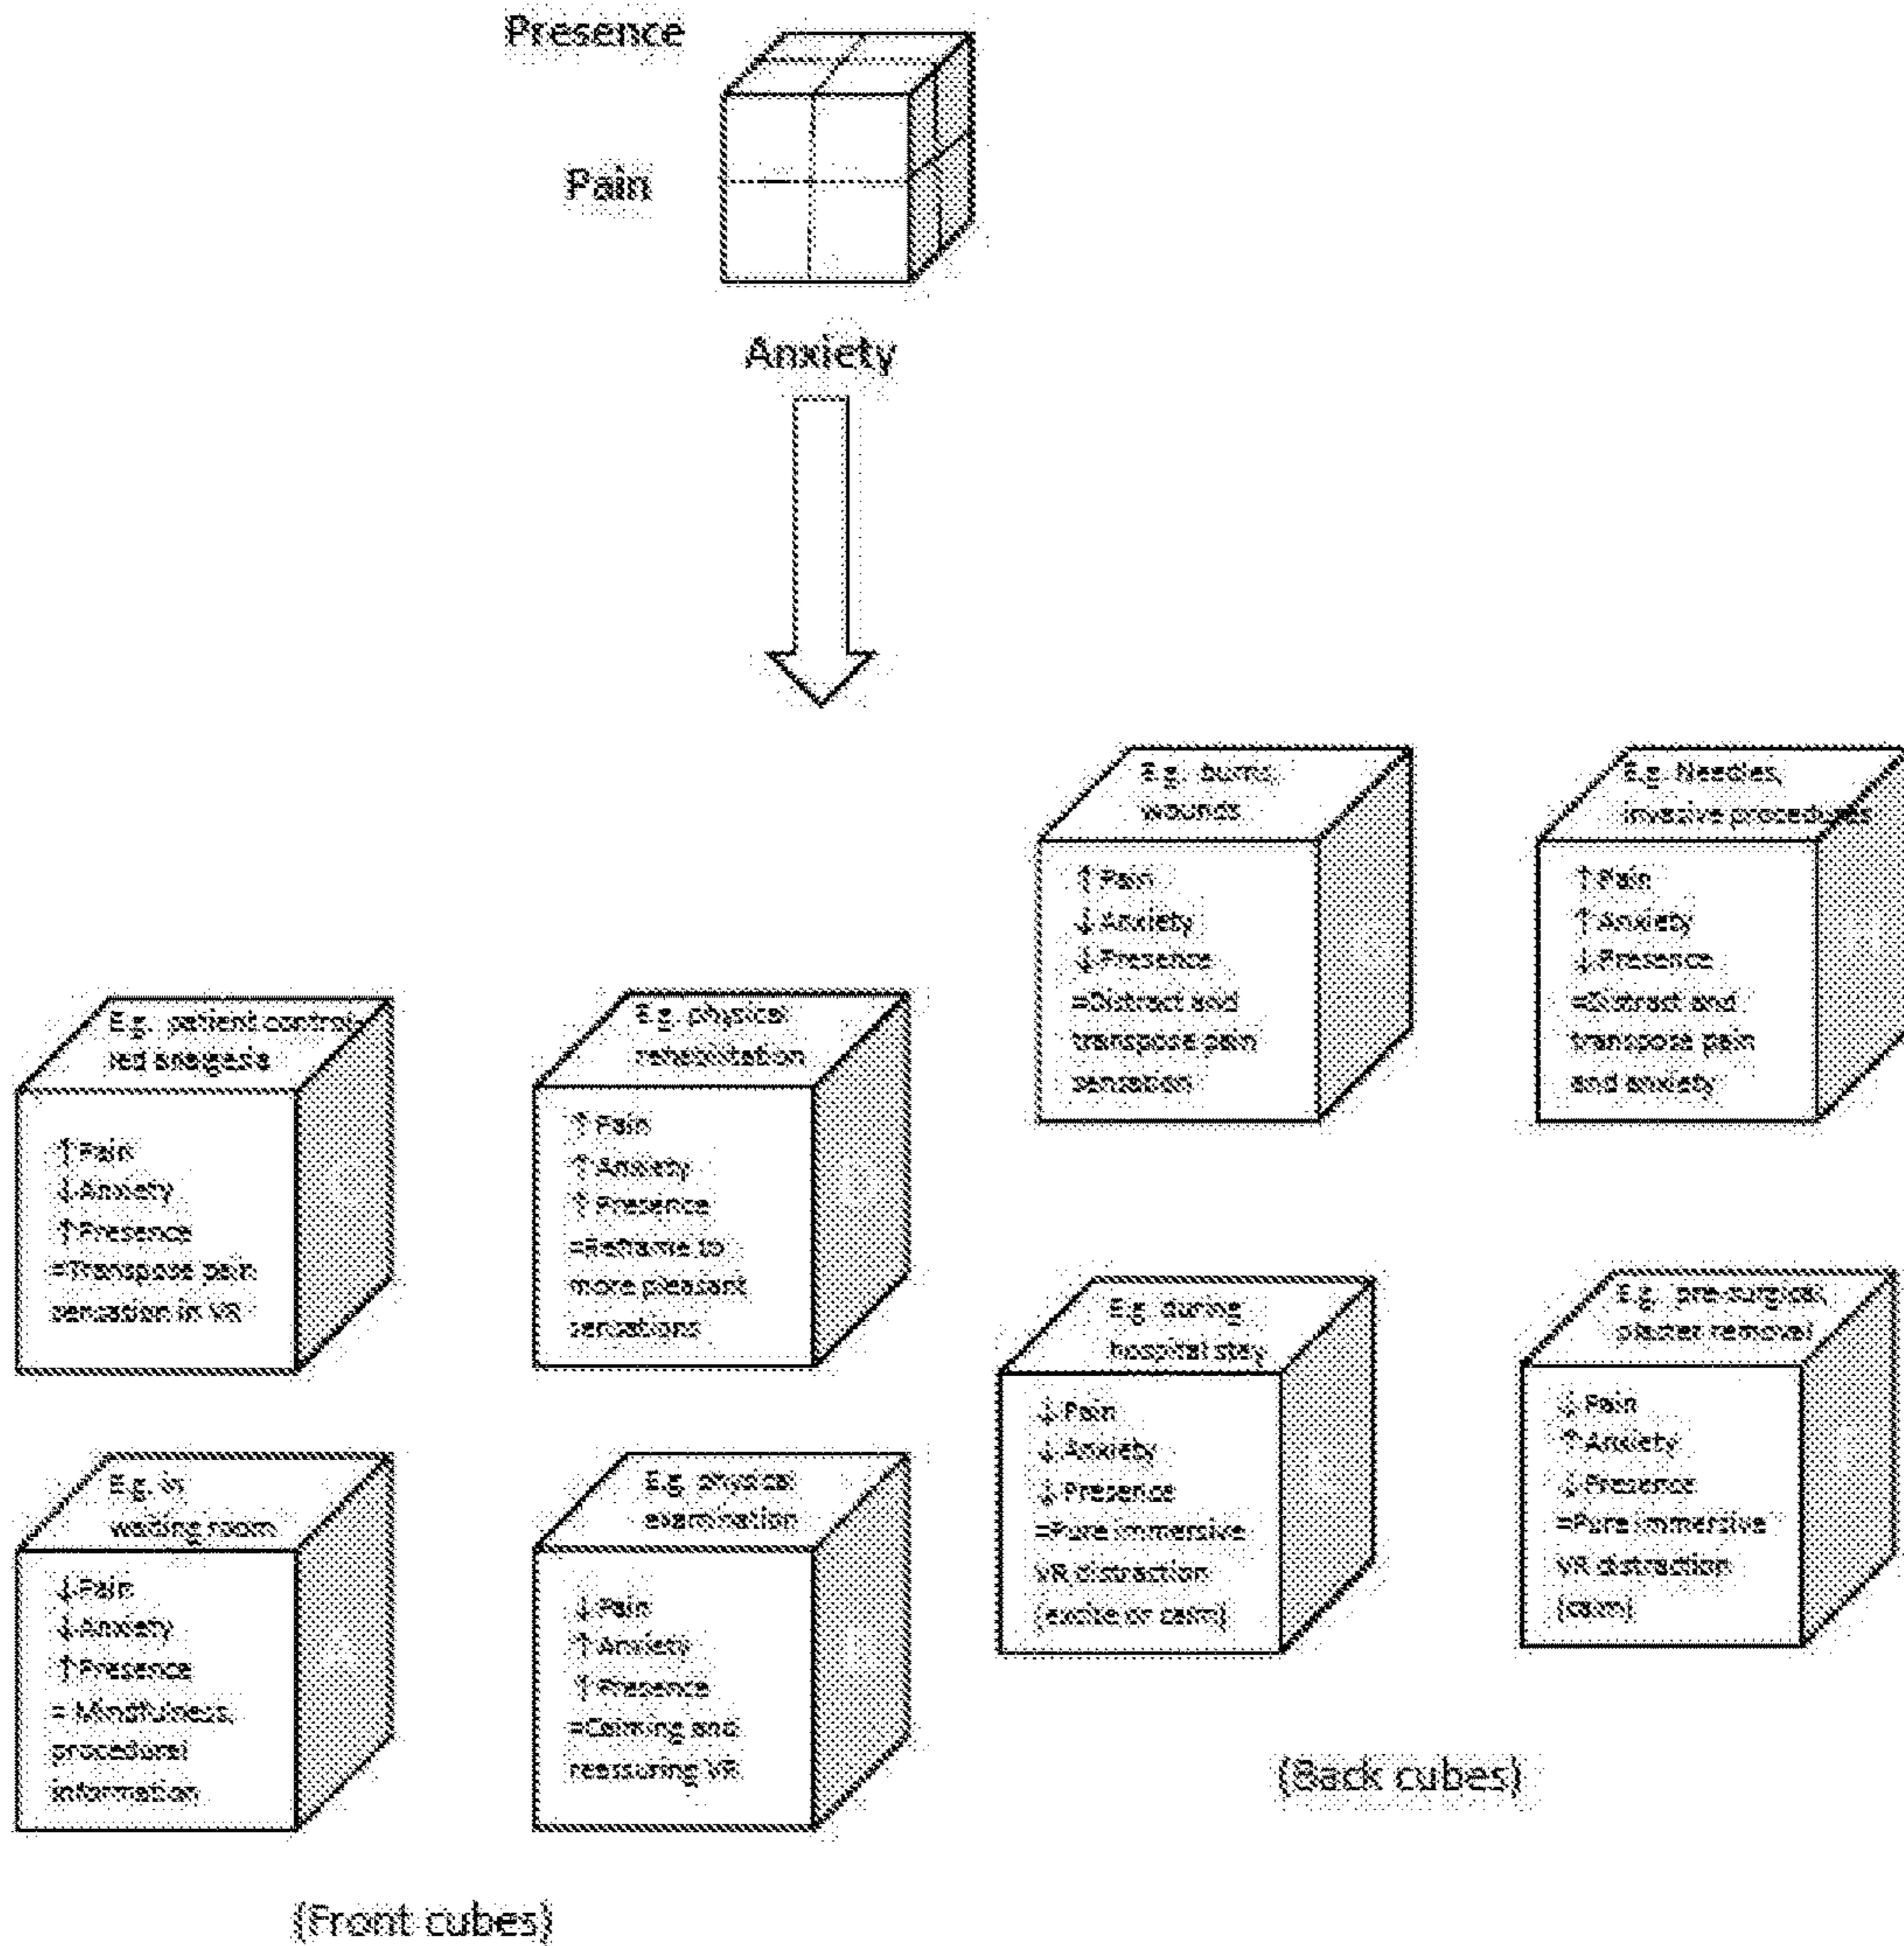 Presence
Pain
Anxiety
E.g. burns,
wounds
↑ Pain
↓ Anxiety
↓ Presence
=Distract and
transpose pain
sensation
E.g. Needles,
invasive procedures
↑ Pain
↑ Anxiety
↓ Presence
=Distract and
transpose pain
and anxiety
E.g. patient control
led analgesia
↑ Pain
↓ Anxiety
↑ Presence
=Transpose pain
sensation in VR
E.g. physical
rehabilitation
↑ Pain
↑ Anxiety
↑ Presence
=Reframe to
more pleasant
sensations
E.g. during
hospital stay
↓ Pain
↓ Anxiety
↓ Presence
=Pure immersive
VR distraction
(excite or calm)
E.g. pre-surgical,
plaster removal
↓ Pain
↑ Anxiety
↓ Presence
=Pure immersive
VR distraction
(calm)
E.g. in
waiting room
↓ Pain
↓ Anxiety
↑ Presence
= Mindfulness,
procedural
information
E.g. physical
examination
↓ Pain
↑ Anxiety
↑ Presence
=Calming and
reassuring VR
(Back cubes)
(Front cubes)